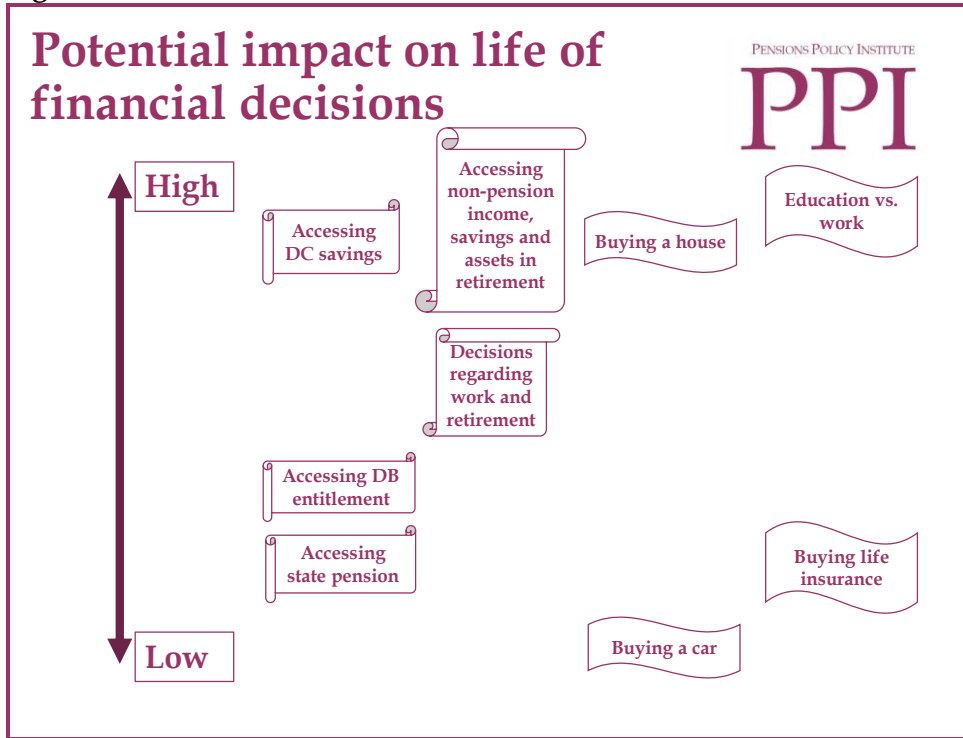 Potential impact on life of
financial decisions
PENSIONS POLICY INSTITUTE
PPI
High
Accessing
DC savings
Accessing
non-pension
income,
savings and
assets in
retirement
Buying a house
Education vs.
work
Decisions
regarding
work and
retirement
Accessing DB
entitlement
Accessing
state pension
Buying life
insurance
Low
Buying a car